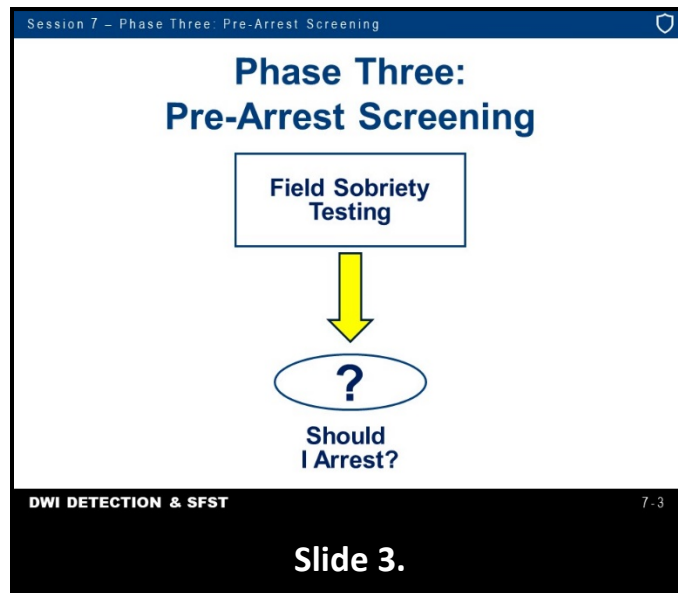 Session 7 – Phase Three: Pre-Arrest Screening
Phase Three:
Pre-Arrest Screening
Field Sobriety
Testing
?
Should
I Arrest?
DWI DETECTION & SFST
7-3
Slide 3.